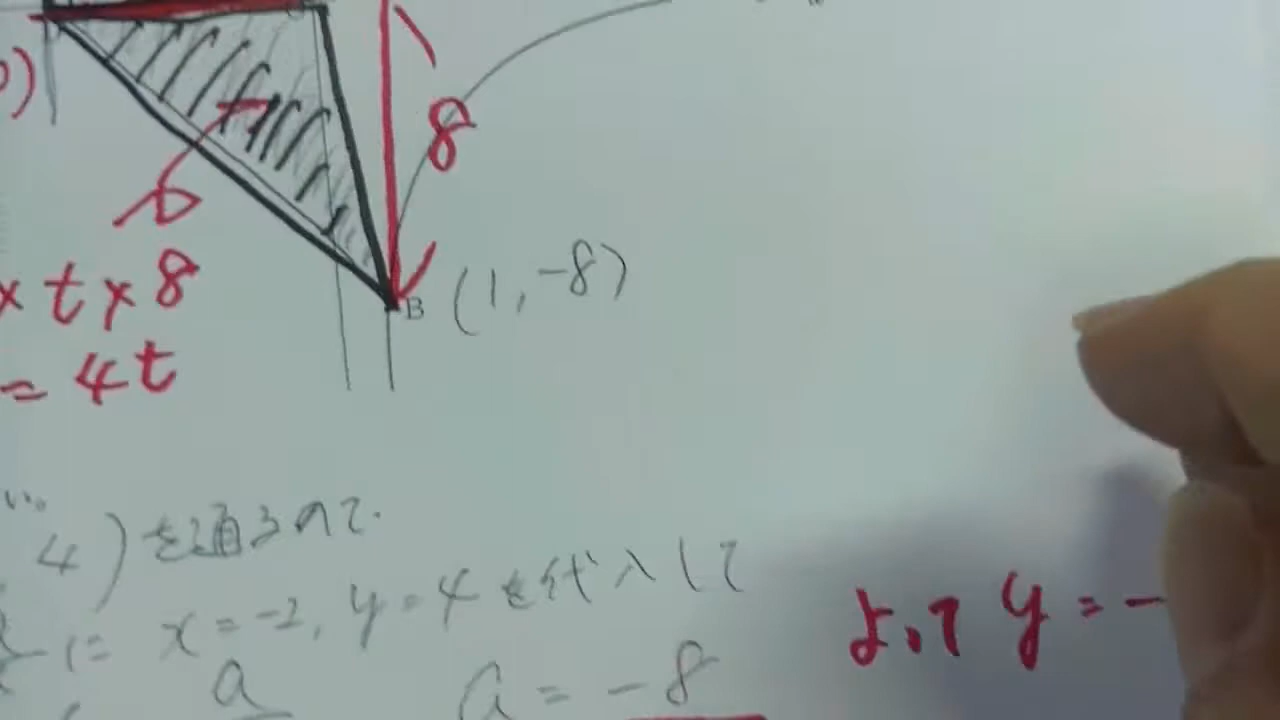 8
B (1, -8)
× t × 8
= 4t
4) を通るので.
に x = -2, y = 4 を代入して
a
a = -8
よって y = -